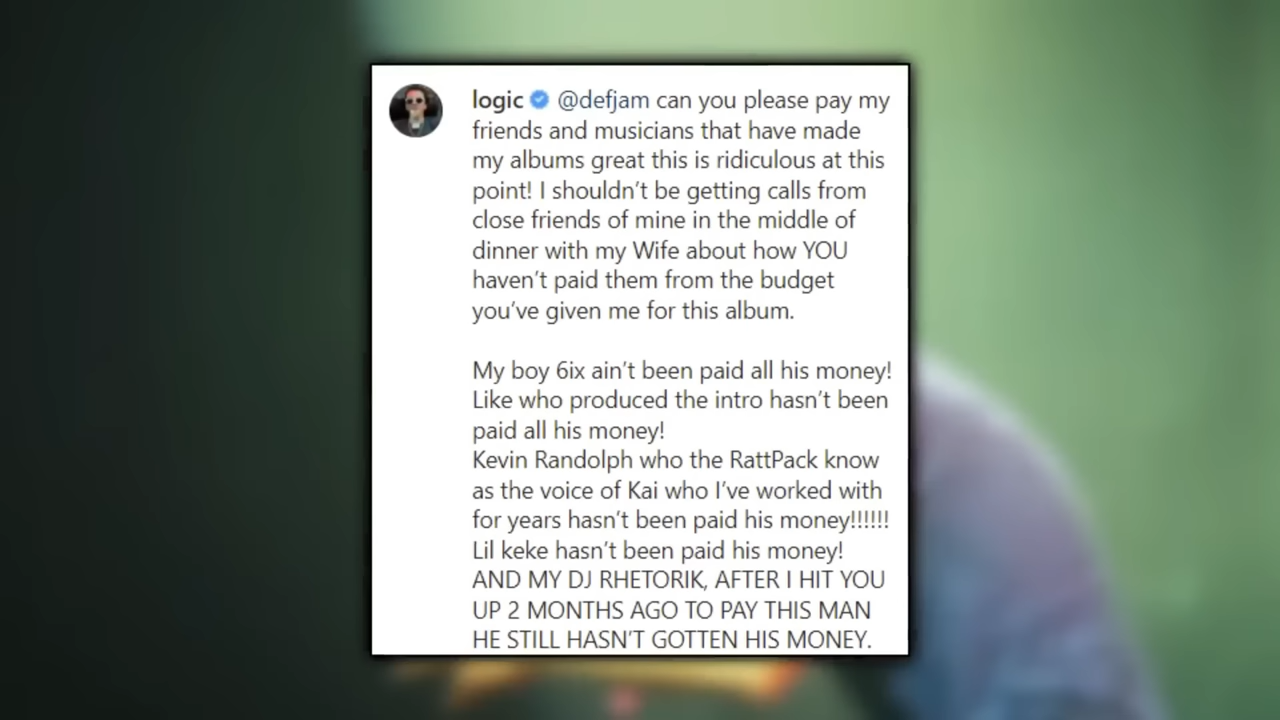 logic @defjam can you please pay my
friends and musicians that have made
my albums great this is ridiculous at this
point! I shouldn't be getting calls from
close friends of mine in the middle of
dinner with my Wife about how YOU
haven't paid them from the budget
you've given me for this album.
My boy 6ix ain't been paid all his money!
Like who produced the intro hasn't been
paid all his money!
Kevin Randolph who the RattPack know
as the voice of Kai who I've worked with
for years hasn't been paid his money!!!!!!
Lil keke hasn't been paid his money!
AND MY DJ RHETORIK, AFTER I HIT YOU
UP 2 MONTHS AGO TO PAY THIS MAN
HE STILL HASN'T GOTTEN HIS MONEY.